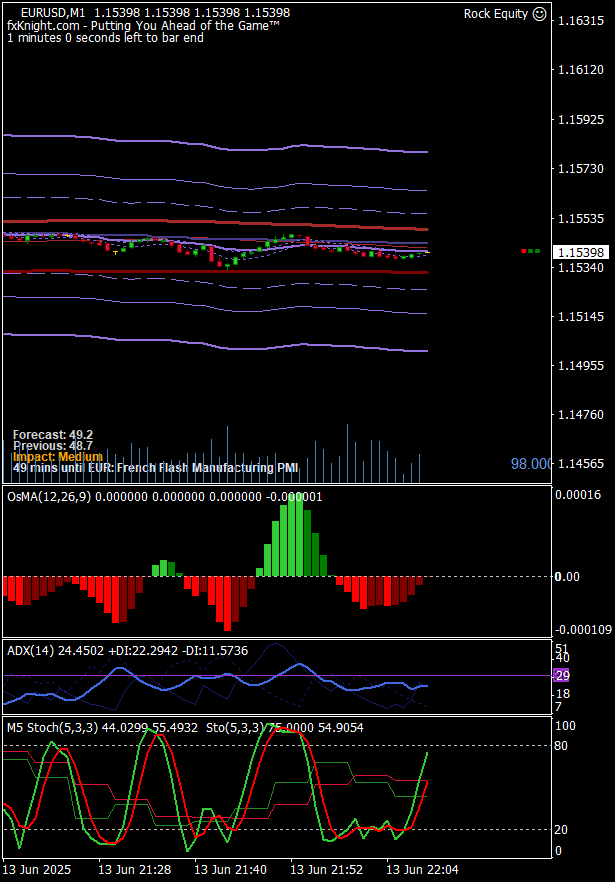 EURUSD,M1 1.15398 1.15398 1.15398 1.15398
Rock Equity ☺
fxKnight.com - Putting You Ahead of the Game™
1 minutes 0 seconds left to bar end
1.16315
1.16120
1.15925
1.15730
1.15535
1.15398
1.15340
1.15145
1.14955
1.14760
1.14565
Forecast: 49.2
Previous: 48.7
Impact: Medium
49 mins until EUR: French Flash Manufacturing PMI
98.000
OsMA(12,26,9) 0.000000 0.000000 0.000000 -0.000001
0.00016
0.00
-0.000109
ADX(14) 24.4502 +DI:22.2942 -DI:11.5736
51
40
29
18
7
M5 Stoch(5,3,3) 44.0299 55.4932 Sto(5,3,3) 75.0000 54.9054
100
80
20
0
13 Jun 2025
13 Jun 21:28
13 Jun 21:40
13 Jun 21:52
13 Jun 22:04